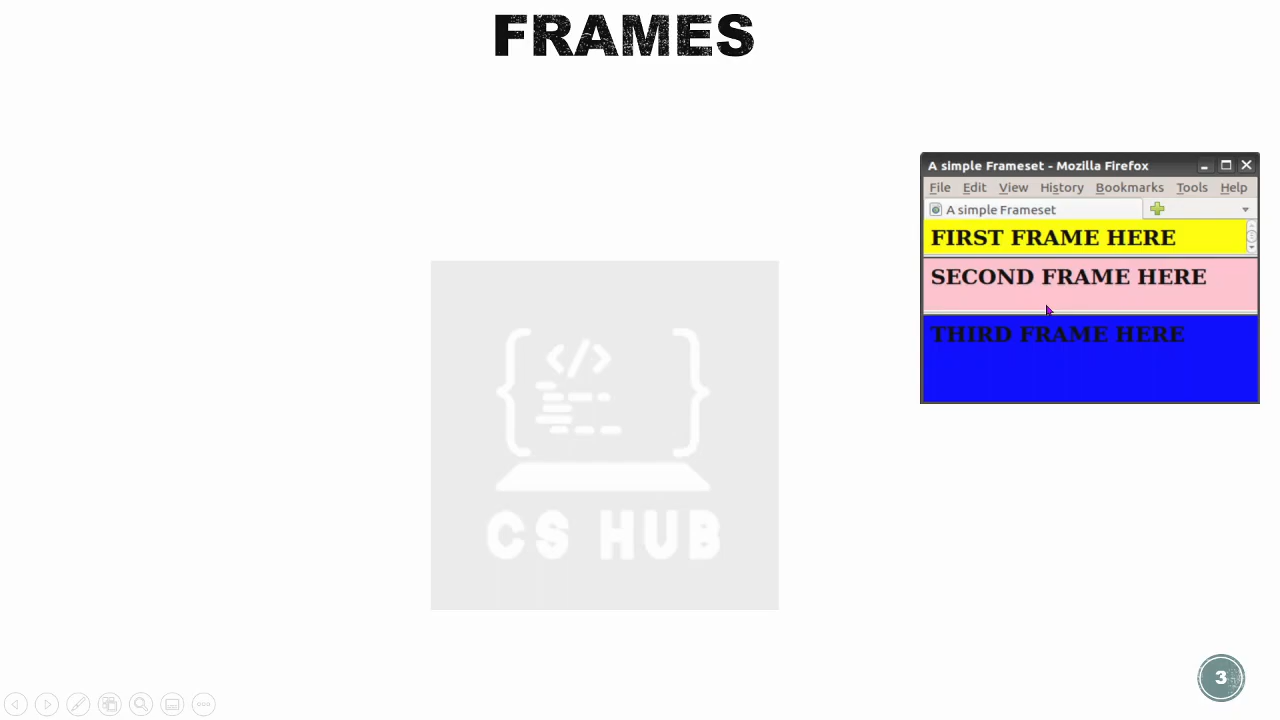 FRAMES
A simple Frameset - Mozilla Firefox
File Edit View History Bookmarks Tools Help
A simple Frameset
FIRST FRAME HERE
SECOND FRAME HERE
THIRD FRAME HERE
</>
CS HUB
3